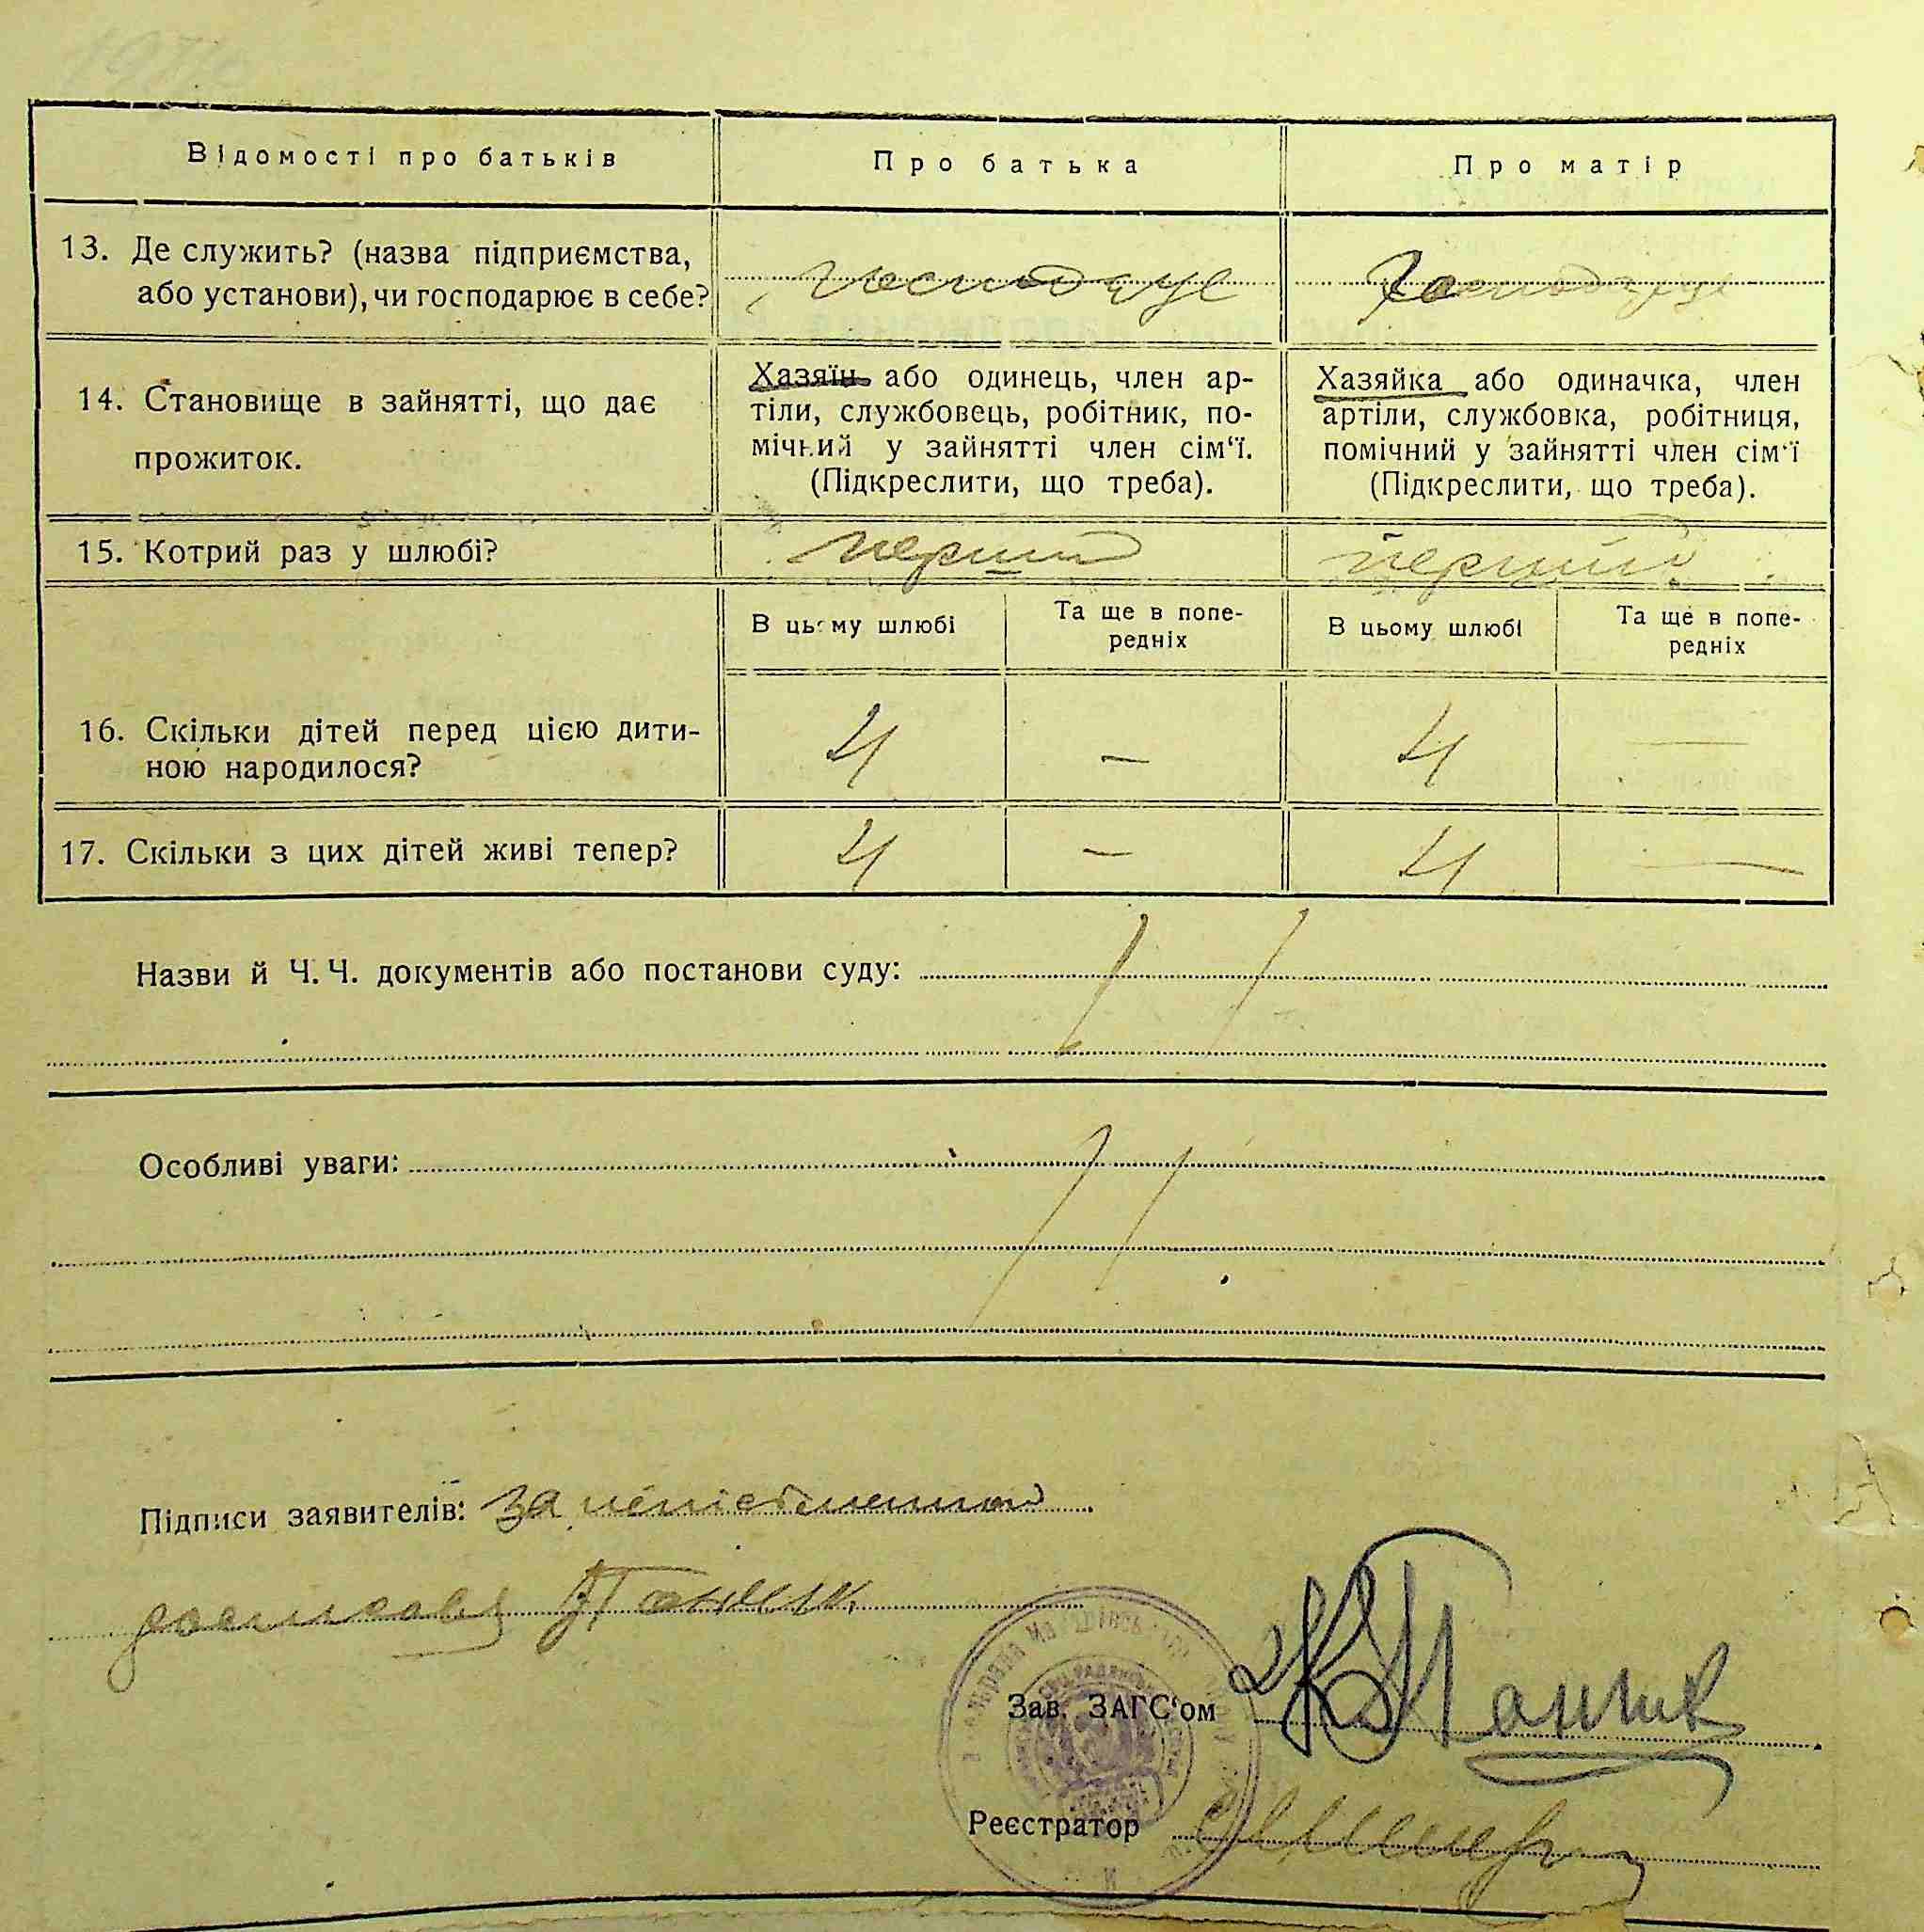 Відомості про батьків
Про батька
Про матір
13. Де служить? (назва підприємства,
або установи), чи господарює в себе?
господарює
господарює
14. Становище в зайнятті, що дає
прожиток.
Хазяїн або одинець, член ар-
тіли, службовець, робітник, по-
мічний у зайнятті член сім‘ї.
(Підкреслити, що треба).
Хазяйка або одиначка, член
артіли, службовка, робітниця,
помічний у зайнятті член сім‘ї
(Підкреслити, що треба).
15. Котрий раз у шлюбі?
перший
перший
В цьому шлюбі
Та ще в попе-
редніх
В цьому шлюбі
Та ще в попе-
редніх
16. Скільки дітей перед цією дити-
ною народилося?
4
—
4
—
17. Скільки з цих дітей живі тепер?
4
—
4
—
Назви й Ч. Ч. документів або постанови суду:
Особливі уваги:
Підписи заявителів: За
Зав. ЗАГС‘ом
Реєстратор